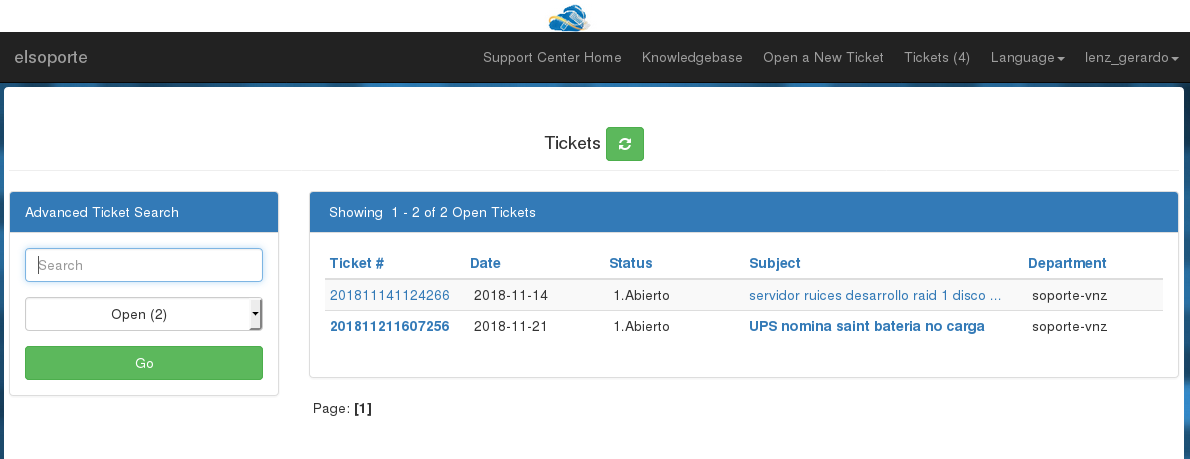 elsoporte Support Center Home Knowledgebase Open a New Ticket Tickets (4) Language lenz_gerardo
Tickets
Advanced Ticket Search
Search
Open (2)
Go
Showing 1 - 2 of 2 Open Tickets
Ticket # Date Status Subject Department
201811141124266 2018-11-14 1.Abierto servidor ruices desarrollo raid 1 disco ... soporte-vnz
201811211607256 2018-11-21 1.Abierto UPS nomina saint bateria no carga soporte-vnz
Page: [1]